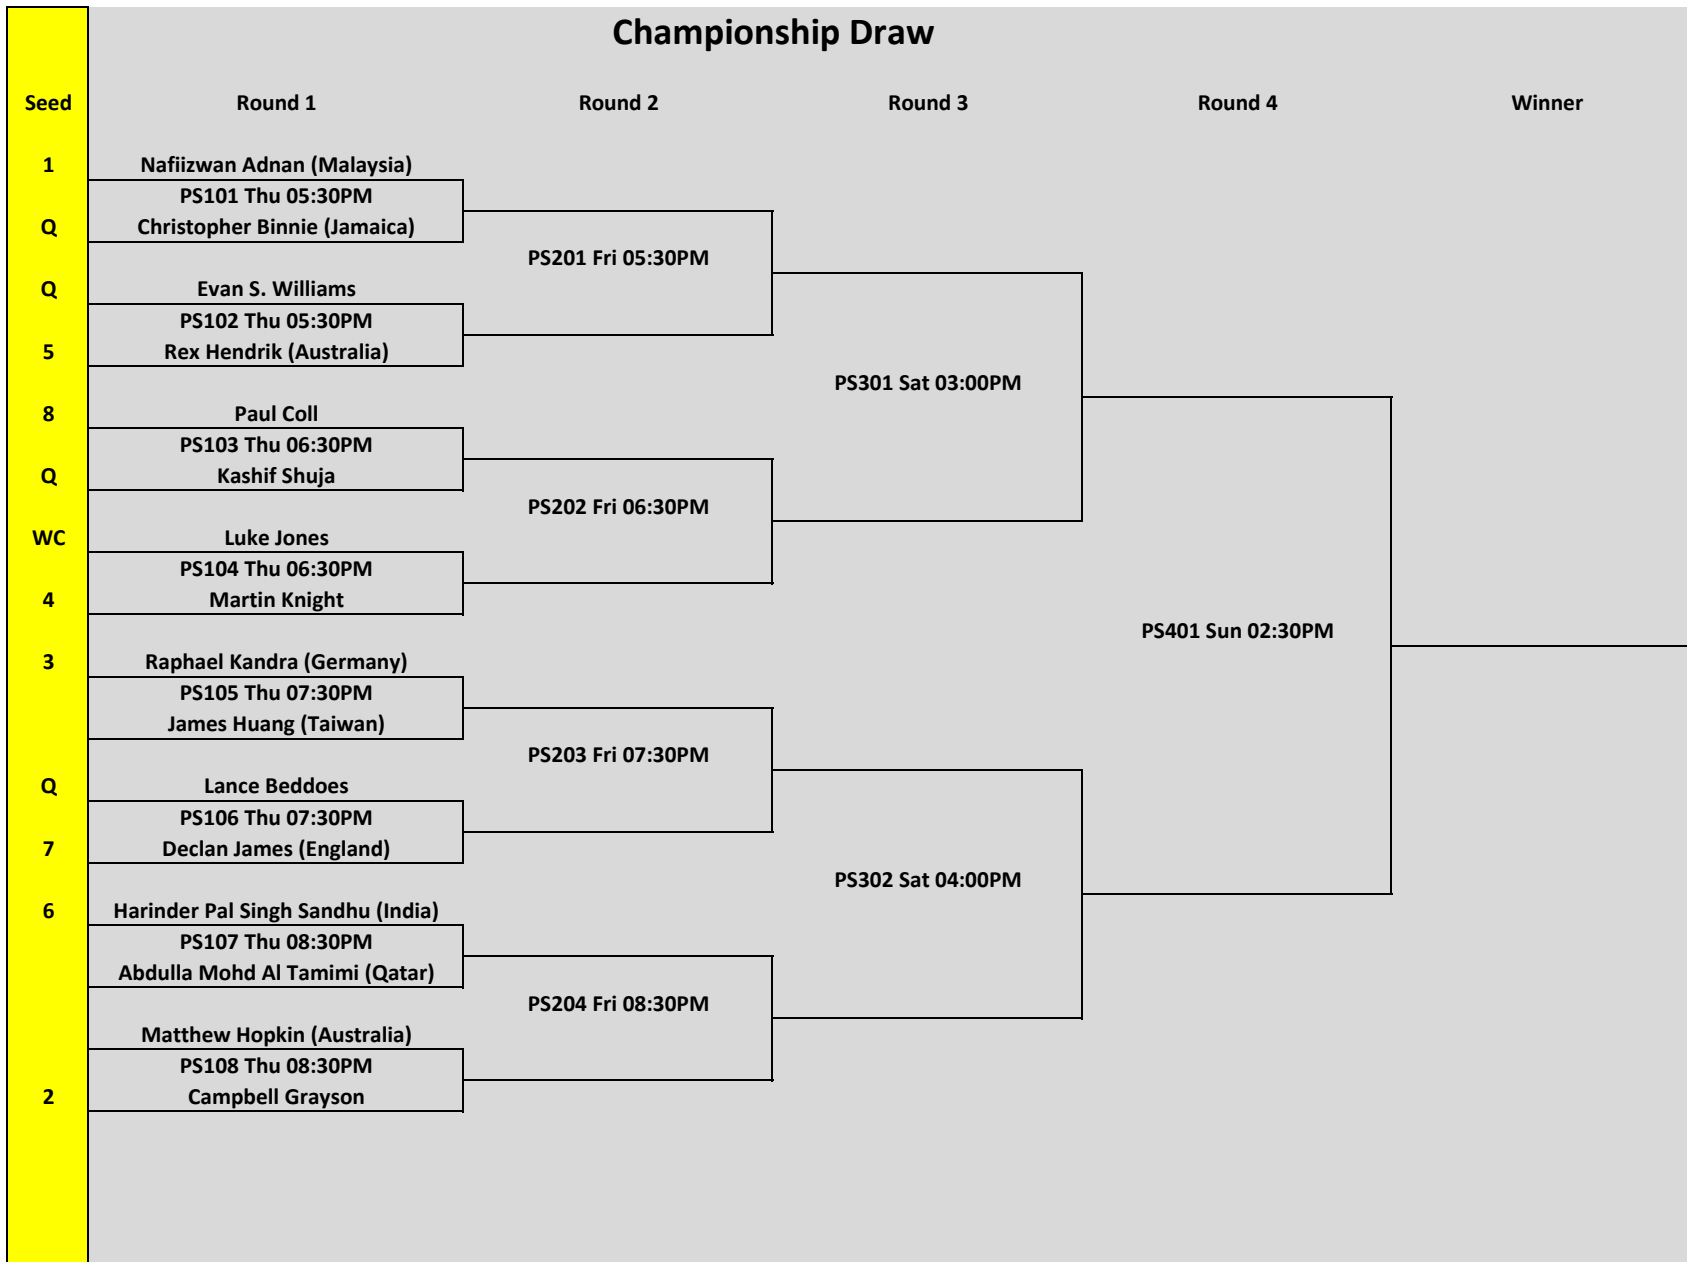 Championship Draw
Seed Round 1 Round 2 Round 3 Round 4 Winner
1 Nafiizwan Adnan (Malaysia)
PS101 Thu 05:30PM
Q Christopher Binnie (Jamaica)
PS201 Fri 05:30PM
Q Evan S. Williams
PS102 Thu 05:30PM
5 Rex Hendrik (Australia)
PS301 Sat 03:00PM
8 Paul Coll
PS103 Thu 06:30PM
Q Kashif Shuja
PS202 Fri 06:30PM
WC Luke Jones
PS104 Thu 06:30PM
4 Martin Knight
PS401 Sun 02:30PM
3 Raphael Kandra (Germany)
PS105 Thu 07:30PM
James Huang (Taiwan)
PS203 Fri 07:30PM
Q Lance Beddoes
PS106 Thu 07:30PM
7 Declan James (England)
PS302 Sat 04:00PM
6 Harinder Pal Singh Sandhu (India)
PS107 Thu 08:30PM
Abdulla Mohd Al Tamimi (Qatar)
PS204 Fri 08:30PM
Matthew Hopkin (Australia)
PS108 Thu 08:30PM
2 Campbell Grayson